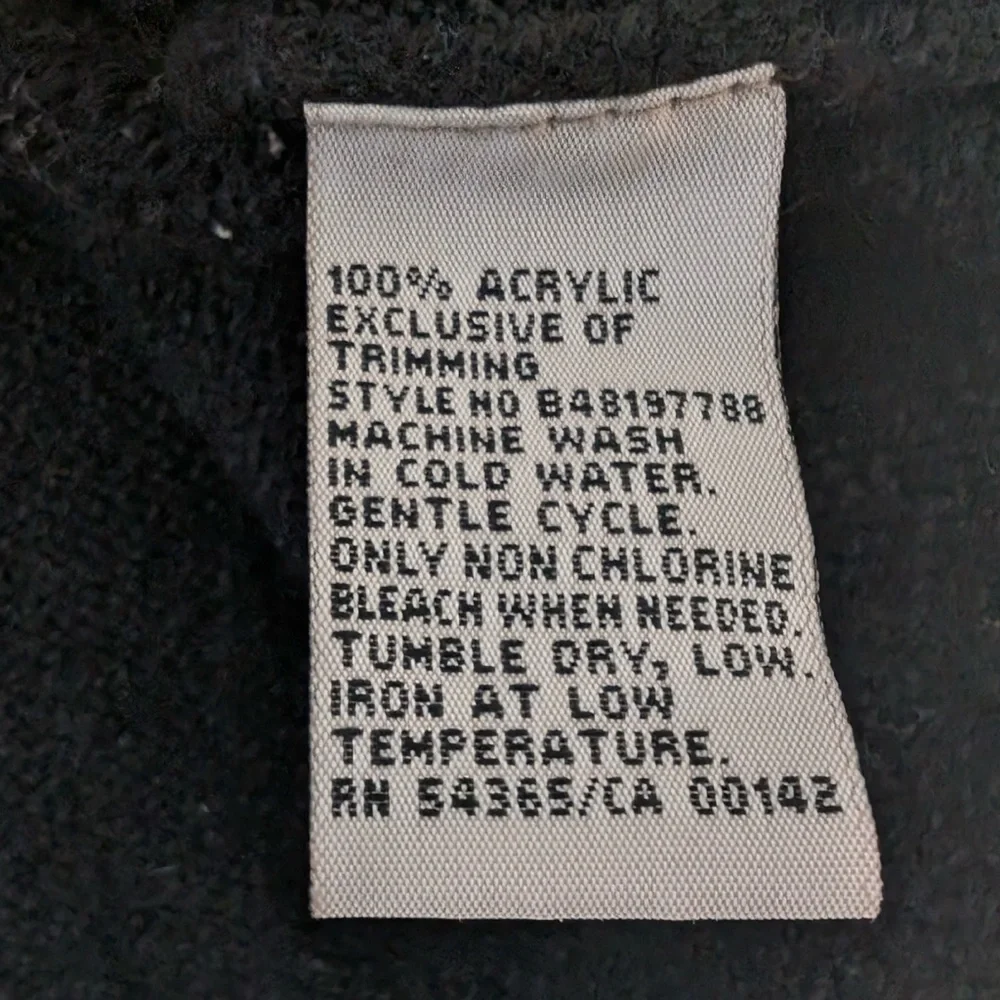 100% ACRYLIC
EXCLUSIVE OF
TRIMMING
STYLE NO B48197788
MACHINE WASH
IN COLD WATER.
GENTLE CYCLE.
ONLY NON CHLORINE
BLEACH WHEN NEEDED.
TUMBLE DRY, LOW.
IRON AT LOW
TEMPERATURE.
RN 54365/CA 00142